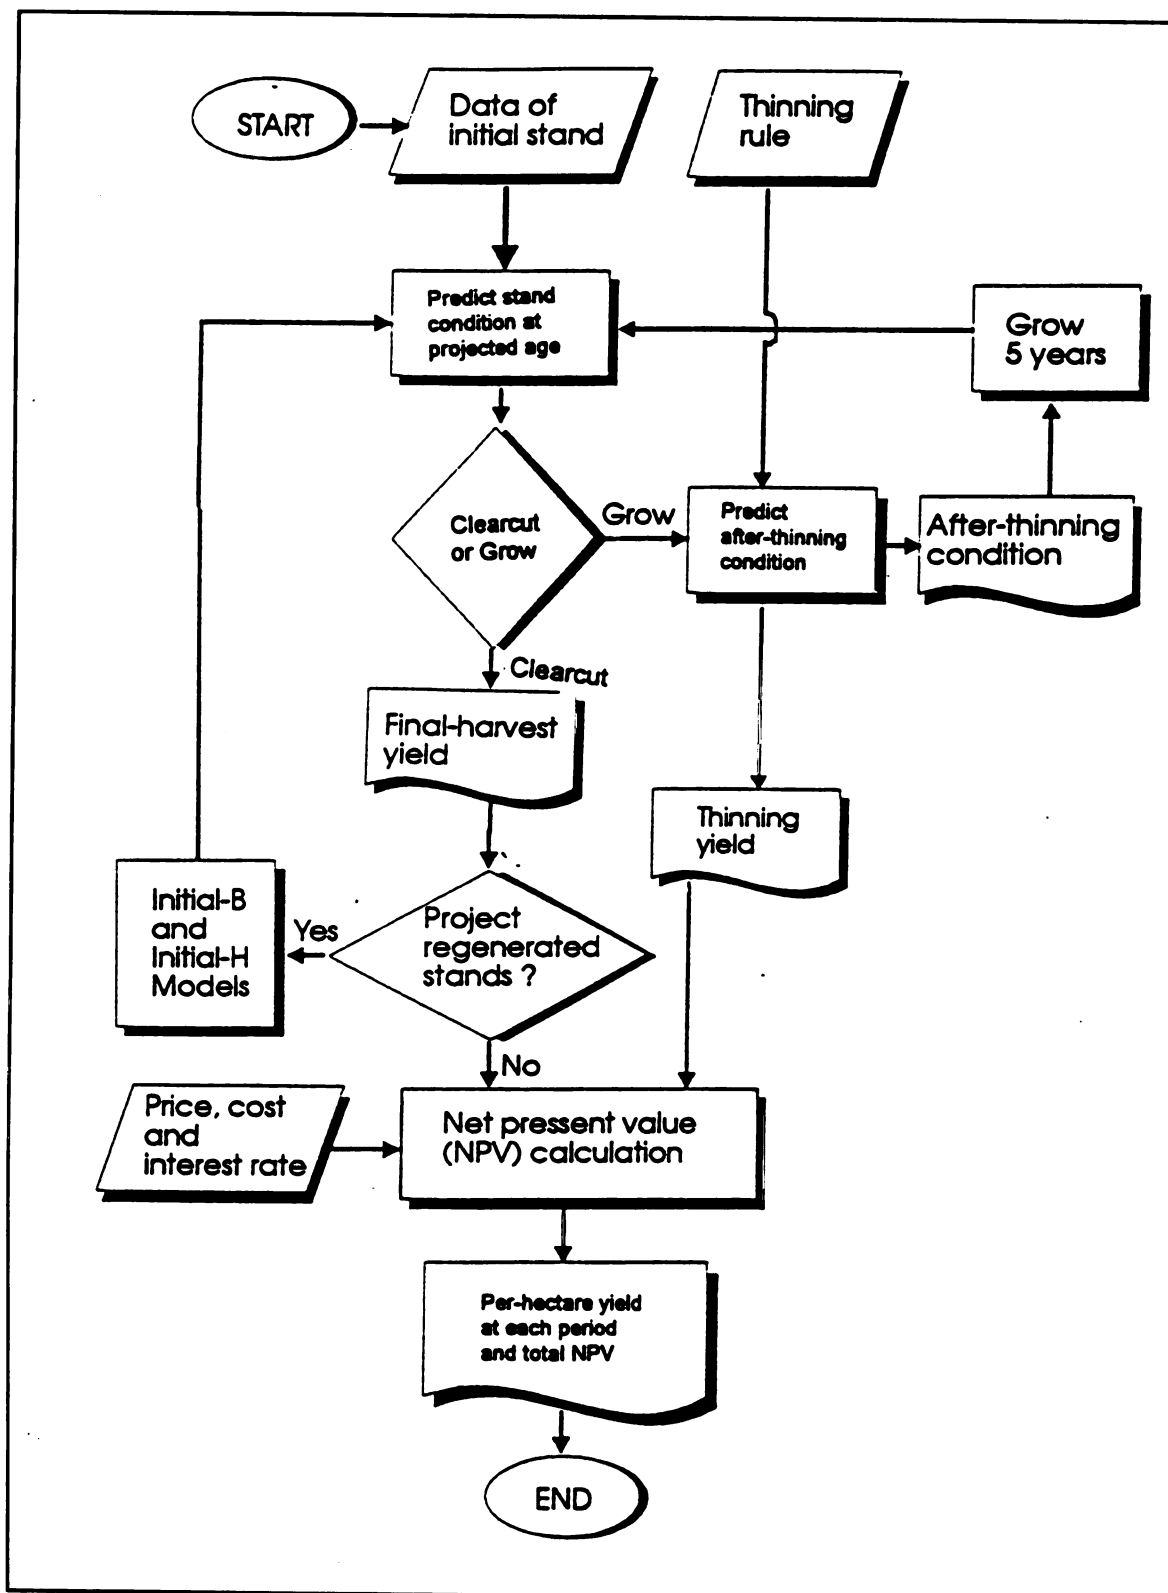 START
Data of
initial stand
Thinning
rule
Predict stand
condition at
projected age
Grow
5 years
Clearcut
or Grow
Grow
Predict
after-thinning
condition
After-thinning
condition
Clearcut
Final-harvest
yield
Thinning
yield
Initial-B
and
Initial-H
Models
Yes
Project
regenerated
stands ?
No
Price, cost
and
interest rate
Net pressent value
(NPV) calculation
Per-hectare yield
at each period
and total NPV
END